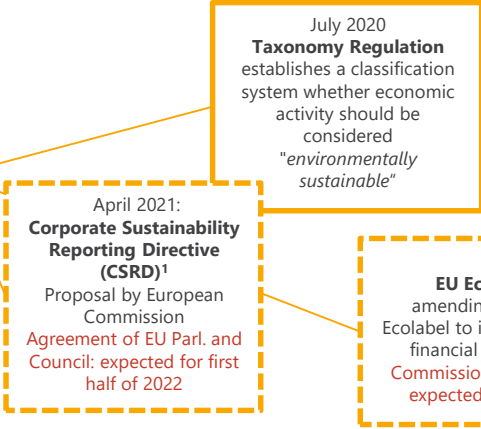 July 2020
Taxonomy Regulation
establishes a classification
system whether economic
activity should be
considered
"environmentally
sustainable"
April 2021:
Corporate Sustainability
Reporting Directive
(CSRD)¹
Proposal by European
Commission
Agreement of EU Parl. and
Council: expected for first
half of 2022
EU Ec
amendin
Ecolabel to i
financial
Commissio
expected